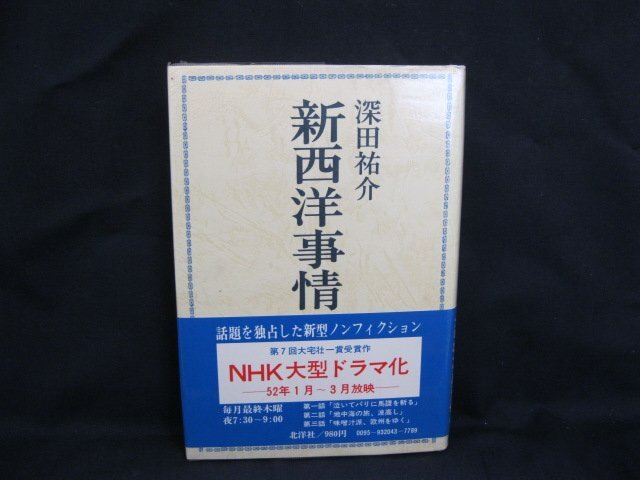 深田祐介
新西洋事情
話題を独占した新型ノンフィクション
第7回大宅壮一賞受賞作
NHK大型ドラマ化
52年1月~3月放映
毎月最終木曜
夜7:30~9:00
第一話「泣いてパリに馬謖を斬る」
第二話「地中海の旅、波高し」
第三話「味噌汁派、欧州をゆく」
北洋社/980円 0095-932043-7789